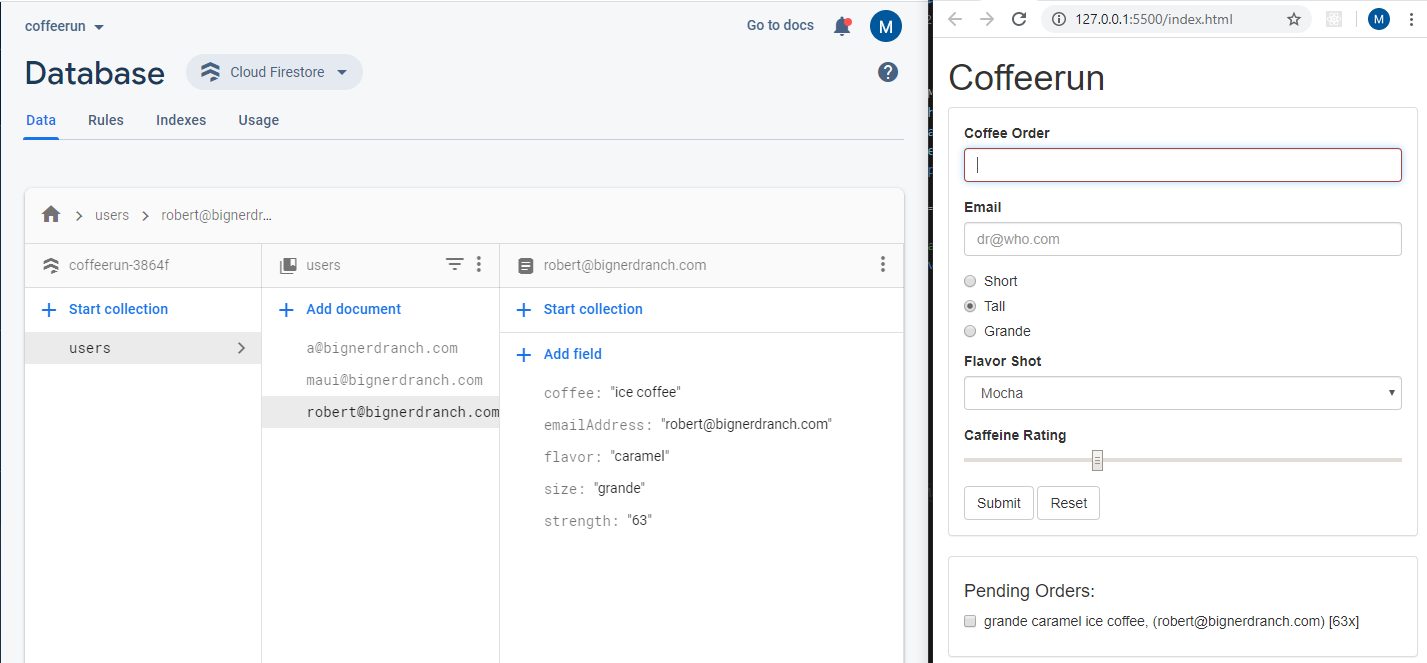 coffeerun
Go to docs
M
Database
Cloud Firestore
?
Data Rules Indexes Usage
users
robert@bignerdr...
coffeerun-3864f
users
robert@bignerdranch.com
+ Start collection
+ Add document
+ Start collection
users
a@bignerdranch.com
maui@bignerdranch.com
robert@bignerdranch.com
+ Add field
coffee: "ice coffee"
emailAddress: "robert@bignerdranch.com"
flavor: "caramel"
size: "grande"
strength: "63"
127.0.0.1:5500/index.html
M
Coffeerun
Coffee Order
Email
dr@who.com
Short
Tall
Grande
Flavor Shot
Mocha
Caffeine Rating
Submit Reset
Pending Orders:
grande caramel ice coffee, (robert@bignerdranch.com) [63x]